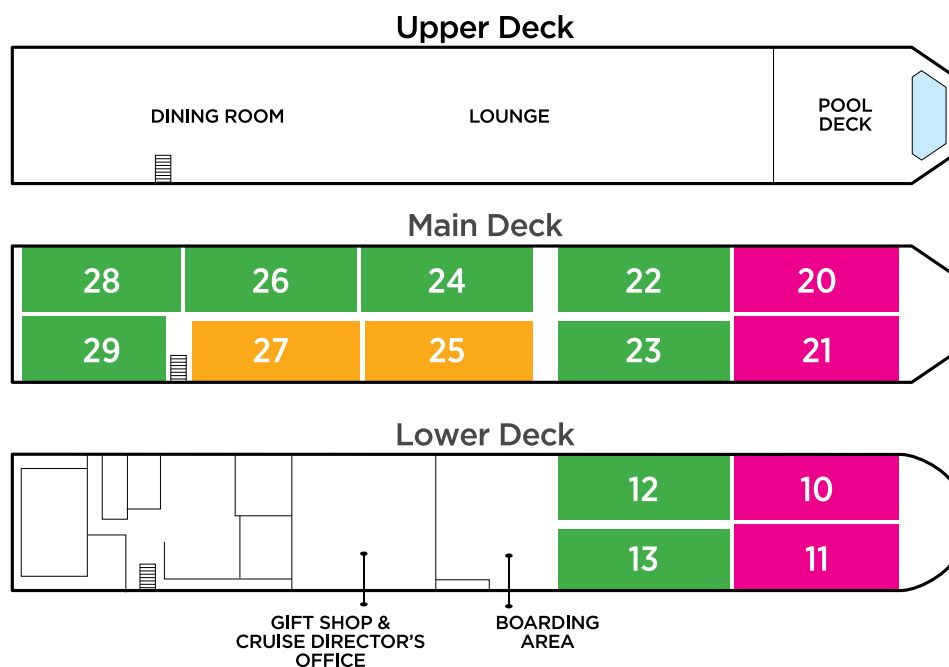 Upper Deck
DINING ROOM
LOUNGE
POOL
DECK
Main Deck
28
26
24
22
20
29
27
25
23
21
Lower Deck
12
10
13
11
GIFT SHOP &
CRUISE DIRECTOR'S
OFFICE
BOARDING
AREA